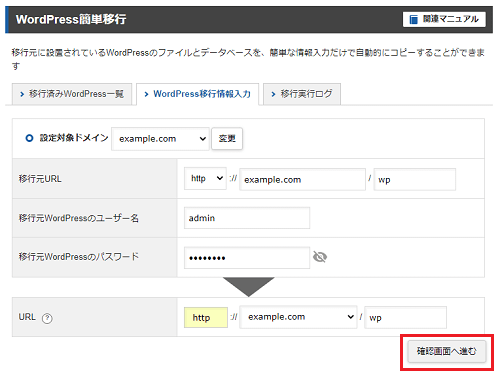 WordPress簡単移行
関連マニュアル
移行元に設置されているWordPressのファイルとデータベースを、簡単な情報入力だけで自動的にコピーすることができま
す
移行済みWordPress一覧 WordPress移行情報入力 移行実行ログ
設定対象ドメイン example.com 変更
移行元URL http :// example.com / wp
移行元WordPressのユーザー名 admin
移行元WordPressのパスワード ••••••••
URL ? http :// example.com / wp
確認画面へ進む